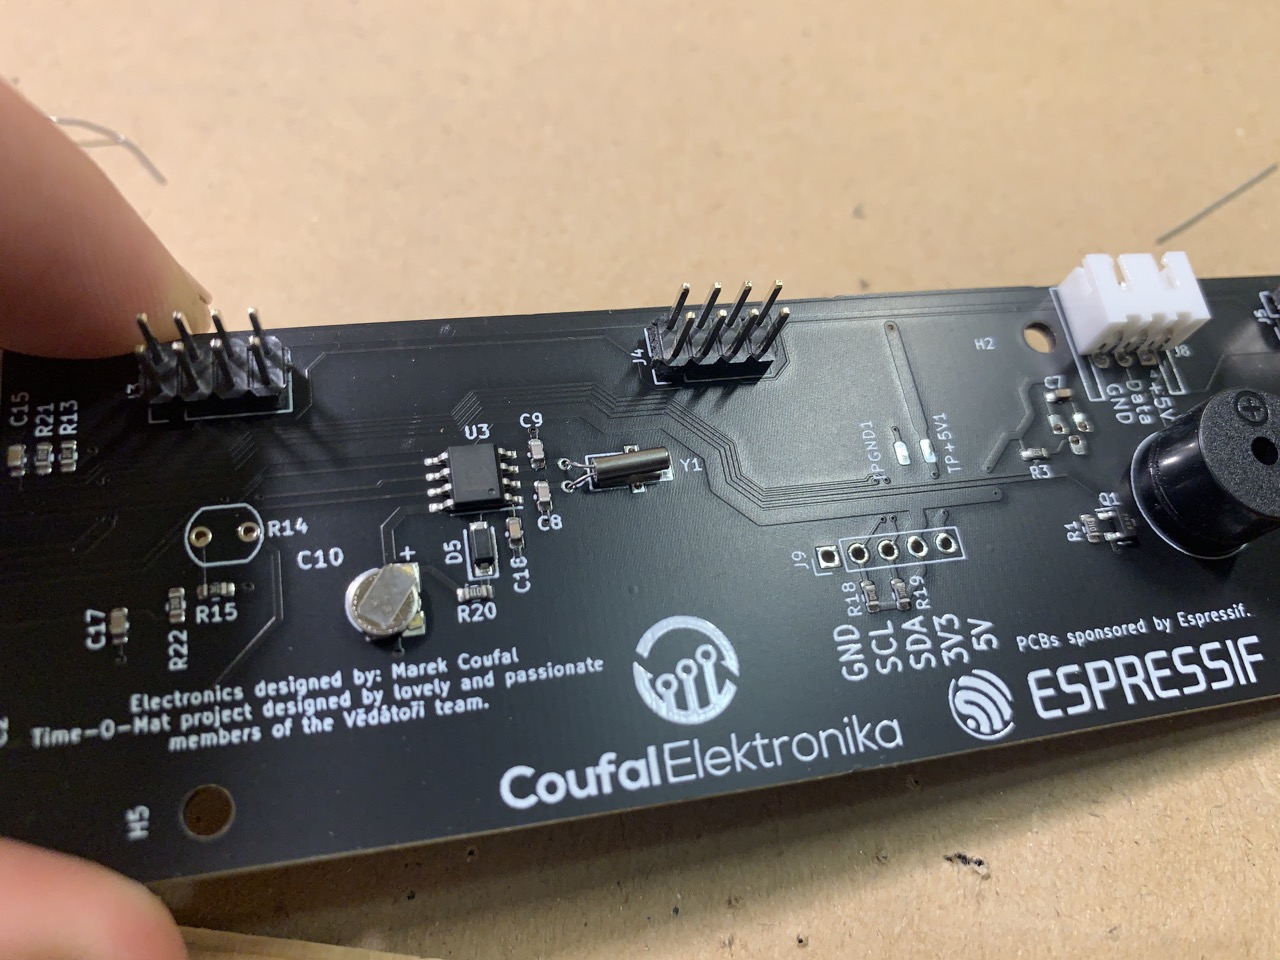 C15
R21
R13
J4
H2
J8
+5V
Data
GND
C7
U3
C9
Y1
TP+5V1
R3
Q1
R1
R14
C10
+
D5
C8
C16
J9
R18
R19
R15
R20
C17
R22
GND
SCL
SDA
3V3
5V
PCBs sponsored by Espressif.
ESPRESSIF
Electronics designed by: Marek Coufal
Time-O-Mat project designed by lovely and passionate
members of the Vědátoři team.
CoufalElektronika
H5